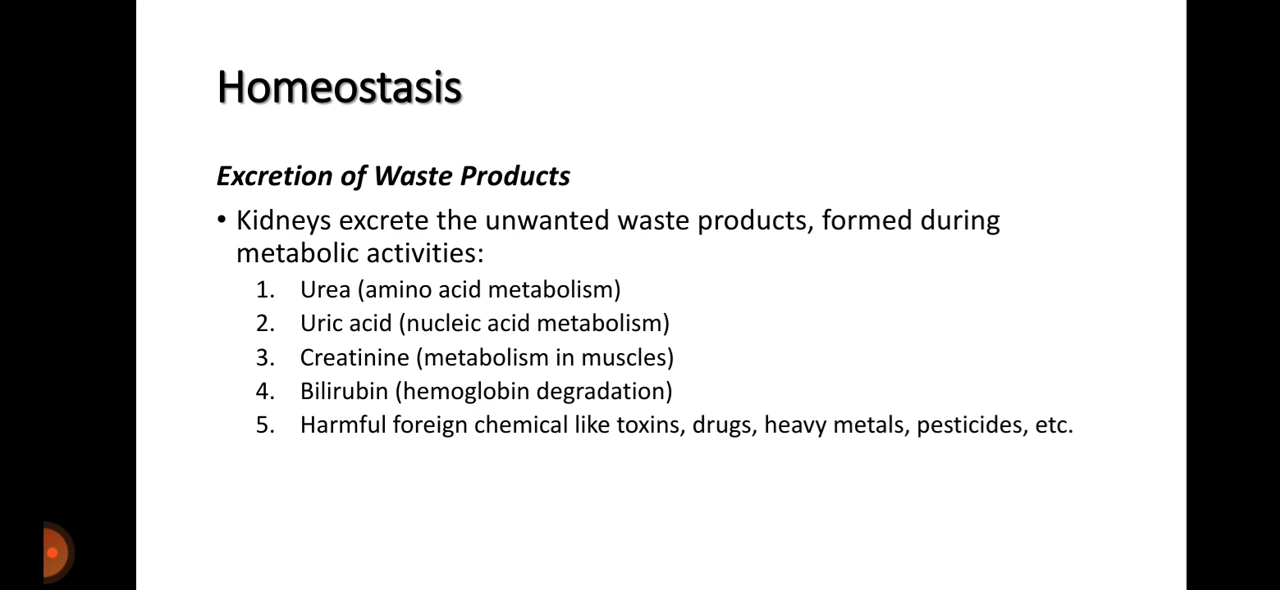 Homeostasis
Excretion of Waste Products
• Kidneys excrete the unwanted waste products, formed during
metabolic activities:
1. Urea (amino acid metabolism)
2. Uric acid (nucleic acid metabolism)
3. Creatinine (metabolism in muscles)
4. Bilirubin (hemoglobin degradation)
5. Harmful foreign chemical like toxins, drugs, heavy metals, pesticides, etc.